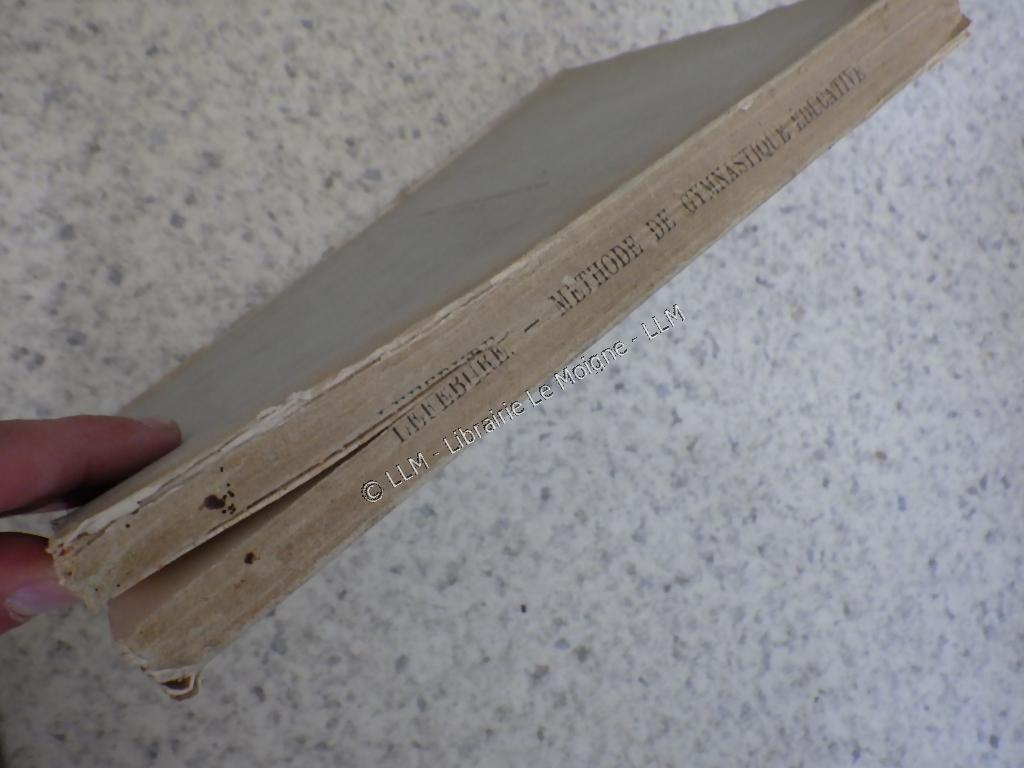 LEFEBURE. — MÉTHODE DE GYMNASTIQUE ÉDUCATIVE
© LLM - Librairie Le Moigne - LLM